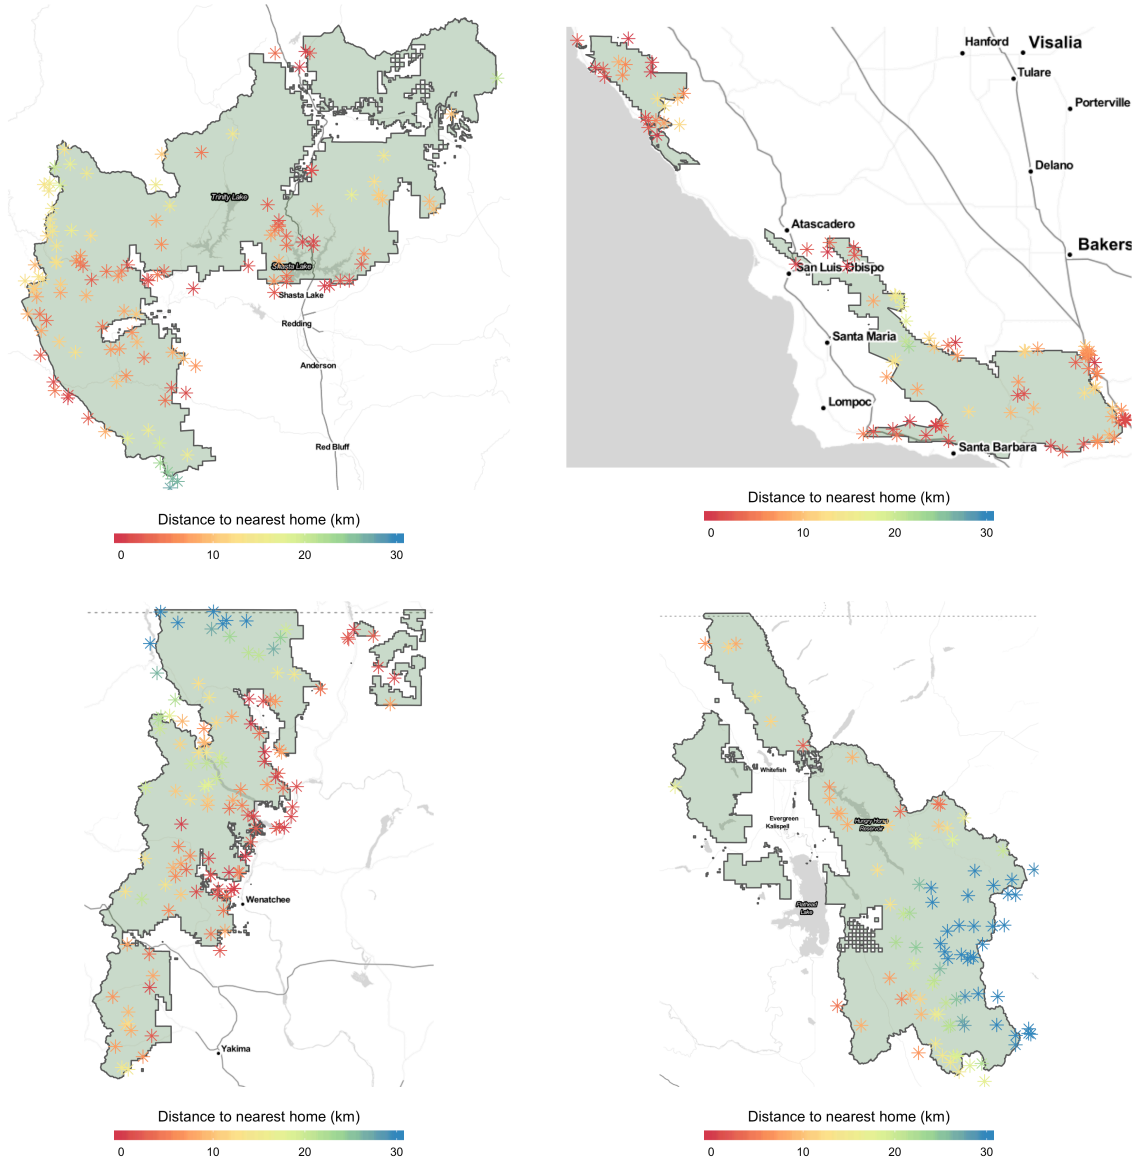 Trinity Lake
Shasta Lake
Shasta Lake
Redding
Anderson
Red Bluff
Distance to nearest home (km)
0 10 20 30
Hanford
Visalia
Tulare
Porterville
Delano
Atascadero
Bakers
San Luis Obispo
Santa Maria
Lompoc
Santa Barbara
Distance to nearest home (km)
0 10 20 30
Wenatchee
Yakima
Distance to nearest home (km)
0 10 20 30
Whitefish
Evergreen
Kalispell
Hungry Horse
Reservoir
Flathead
Lake
Distance to nearest home (km)
0 10 20 30